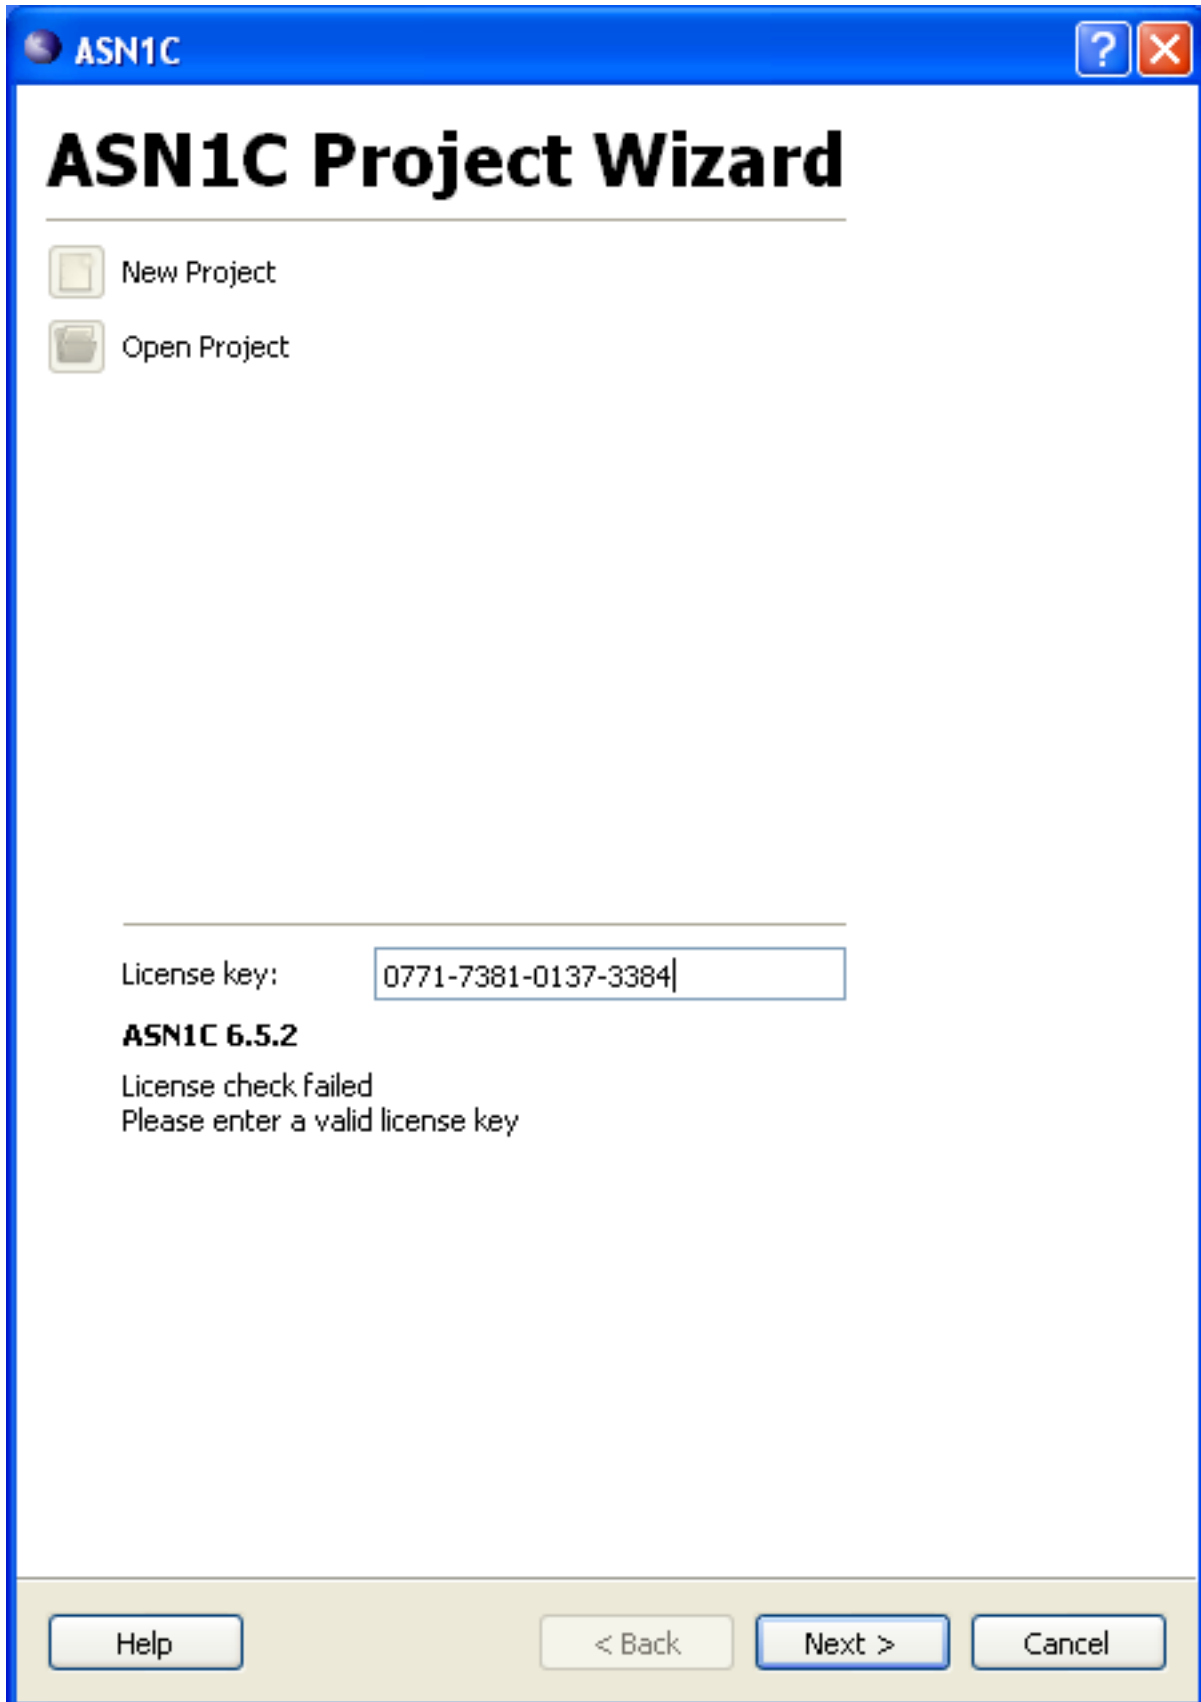 ASN1C
ASN1C Project Wizard
New Project
Open Project
License key: 0771-7381-0137-3384
ASN1C 6.5.2
License check failed
Please enter a valid license key
Help < Back Next > Cancel